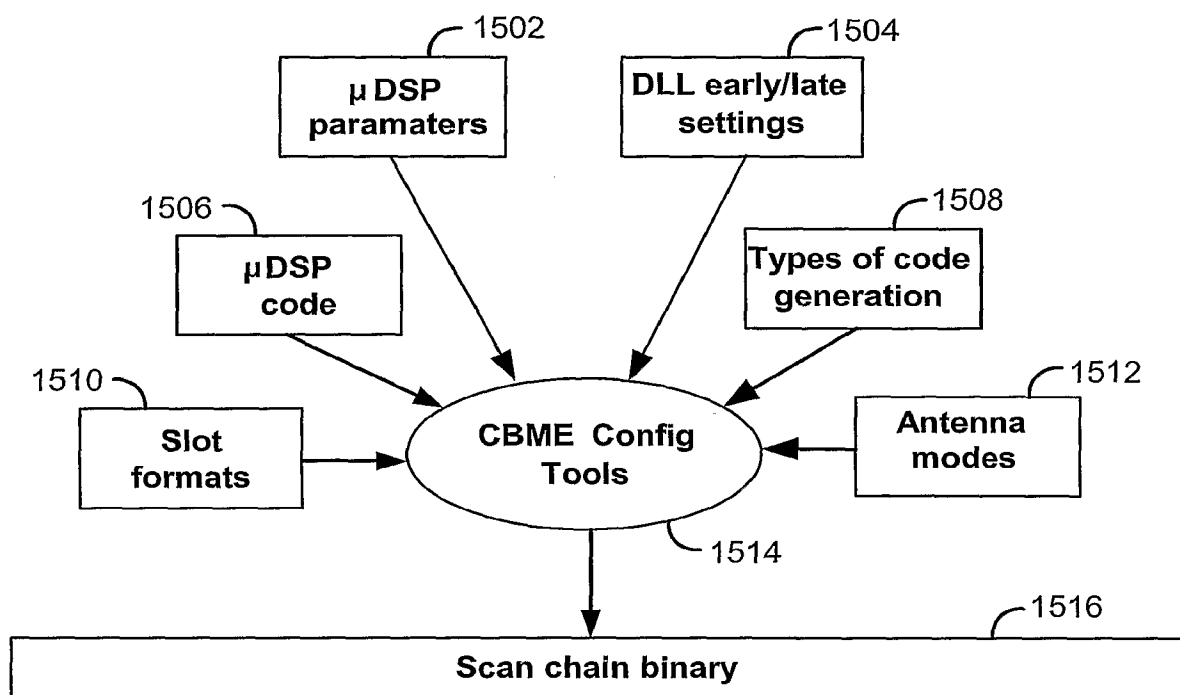 1502
1504
µ DSP
paramaters
DLL early/late
settings
1506
1508
µDSP
code
Types of code
generation
1510
1512
Slot
formats
CBME Config
Tools
Antenna
modes
1514
1516
Scan chain binary